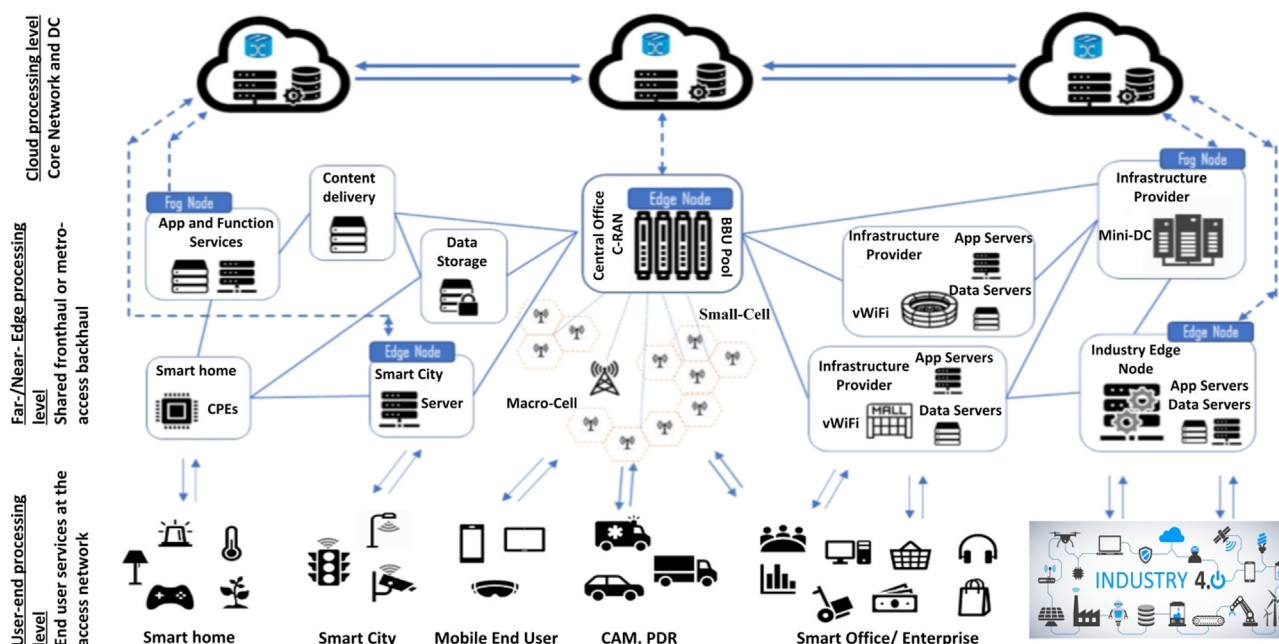 Cloud processing level
Core Network and DC
Far-/Near- Edge processing
level
Shared fronthaul or metro-
access backhaul
User-end processing
level
End user services at the
access network
Fog Node
App and Function
Services
Content
delivery
Data
Storage
Smart home
CPEs
Edge Node
Smart City
Server
Central Office
C-RAN
Edge Node
BBU Pool
Small-Cell
Macro-Cell
Infrastructure
Provider
App Servers
Data Servers
vWiFi
Infrastructure
Provider
App Servers
vWiFi
MALL
Data Servers
Fog Node
Infrastructure
Provider
Mini-DC
Edge Node
Industry Edge
Node
App Servers
Data Servers
Smart home
Smart City
Mobile End User
CAM, PDR
Smart Office/ Enterprise
INDUSTRY 4.0